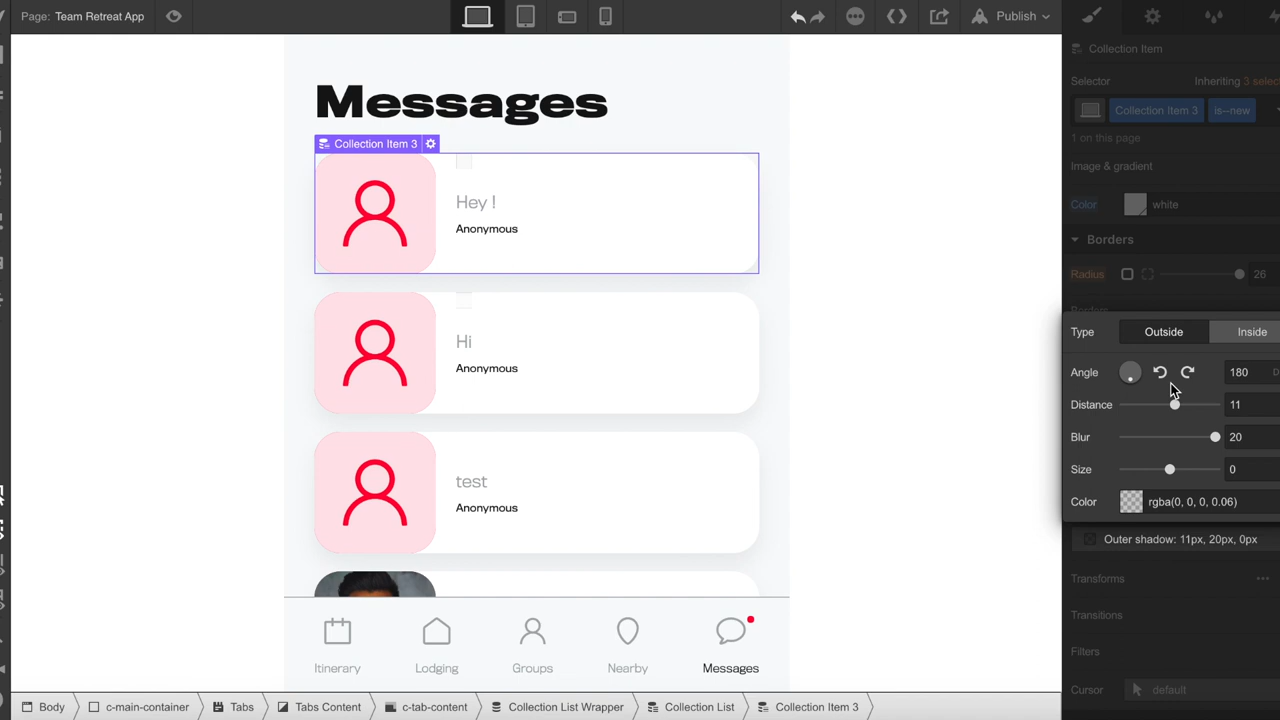 Page: Team Retreat App
Publish
Collection Item
Selector
Inheriting 3 selec
Collection Item 3
is--new
1 on this page
Image & gradient
Color
white
Borders
Radius
26
Type
Outside
Inside
Angle
180
Distance
11
Blur
20
Size
0
Color
rgba(0, 0, 0, 0.06)
Outer shadow: 11px, 20px, 0px
Transforms
Transitions
Filters
Cursor
default
Messages
Collection Item 3
Hey !
Anonymous
Hi
Anonymous
test
Anonymous
Itinerary
Lodging
Groups
Nearby
Messages
Body
c-main-container
Tabs
Tabs Content
c-tab-content
Collection List Wrapper
Collection List
Collection Item 3